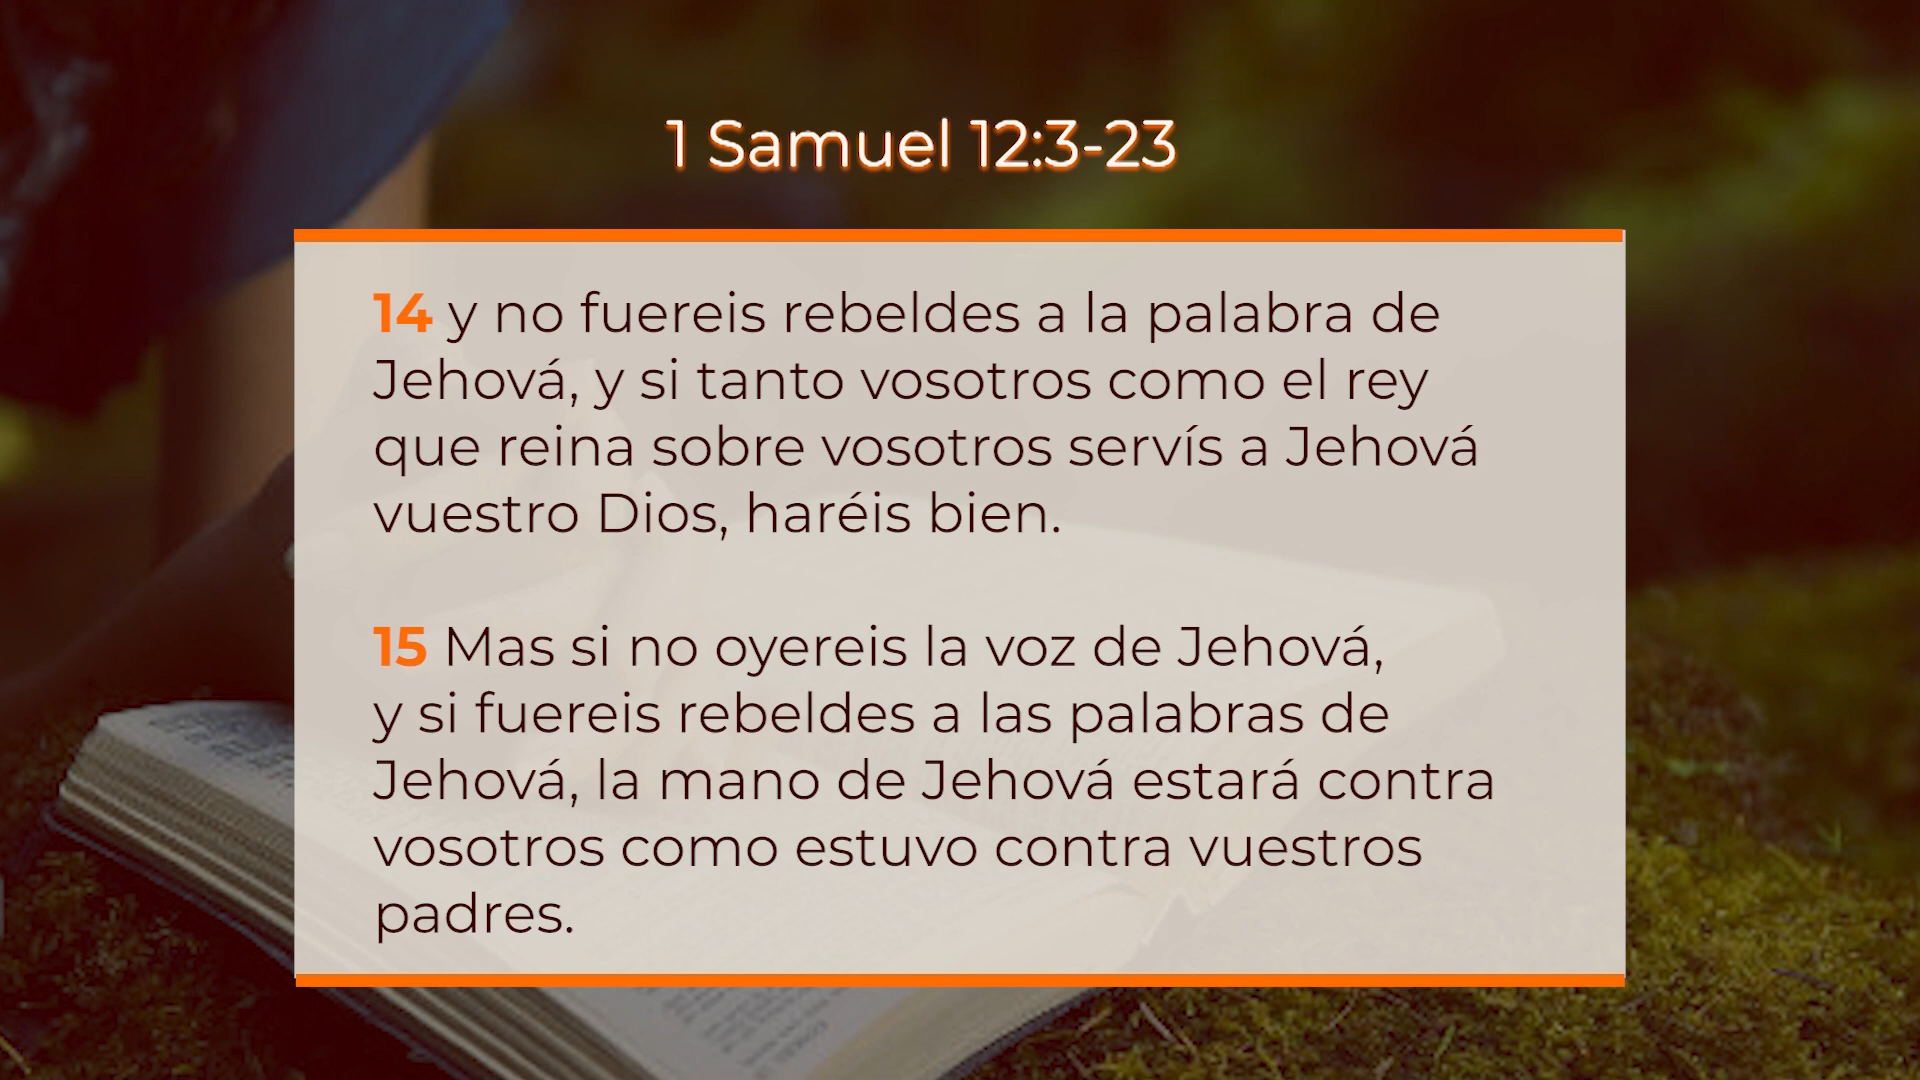 1 Samuel 12:3-23
14 y no fuereis rebeldes a la palabra de
Jehová, y si tanto vosotros como el rey
que reina sobre vosotros servís a Jehová
vuestro Dios, haréis bien.
15 Mas si no oyereis la voz de Jehová,
y si fuereis rebeldes a las palabras de
Jehová, la mano de Jehová estará contra
vosotros como estuvo contra vuestros
padres.